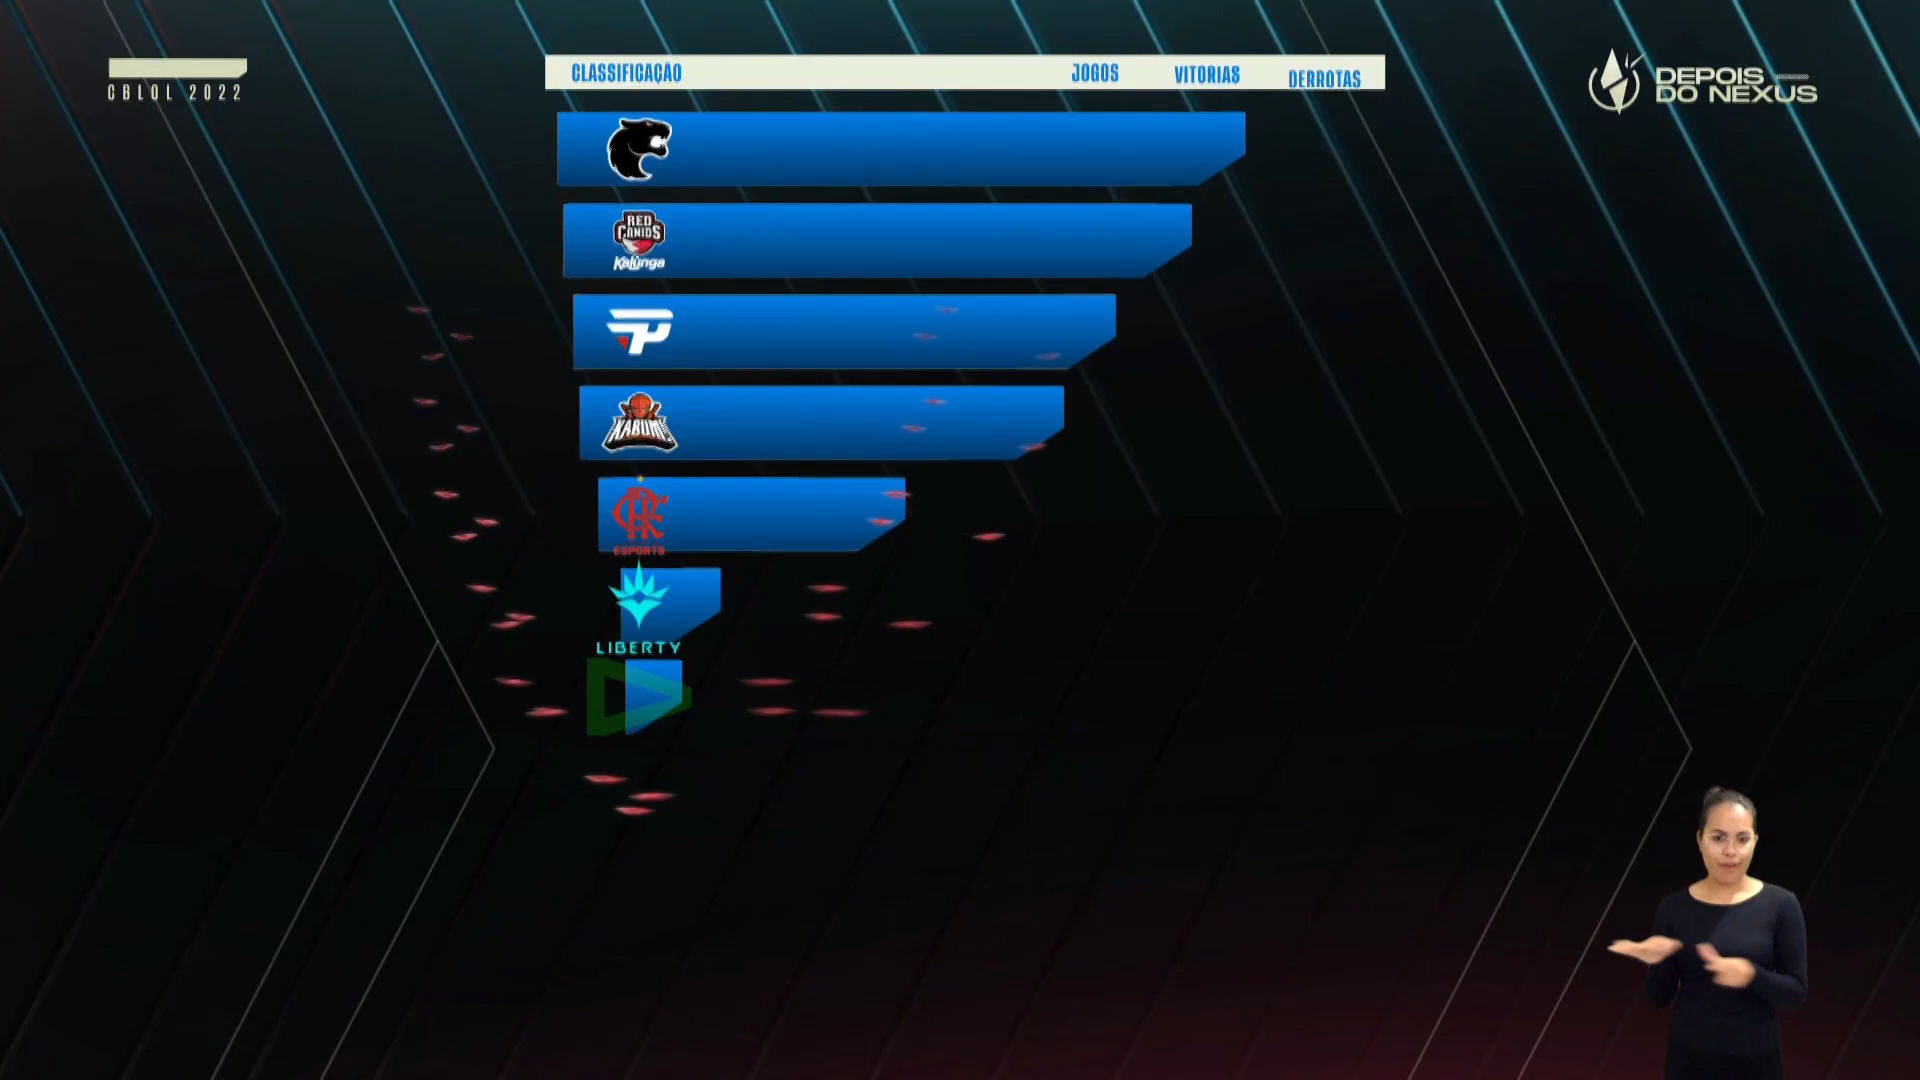 CBLOL 2022
CLASSIFICAÇÃO JOGOS VITORIAS DERROTAS
DEPOIS
DO NEXUS
RED
CANIDS
Kalunga
KABUM
ESPORTS
LIBERTY